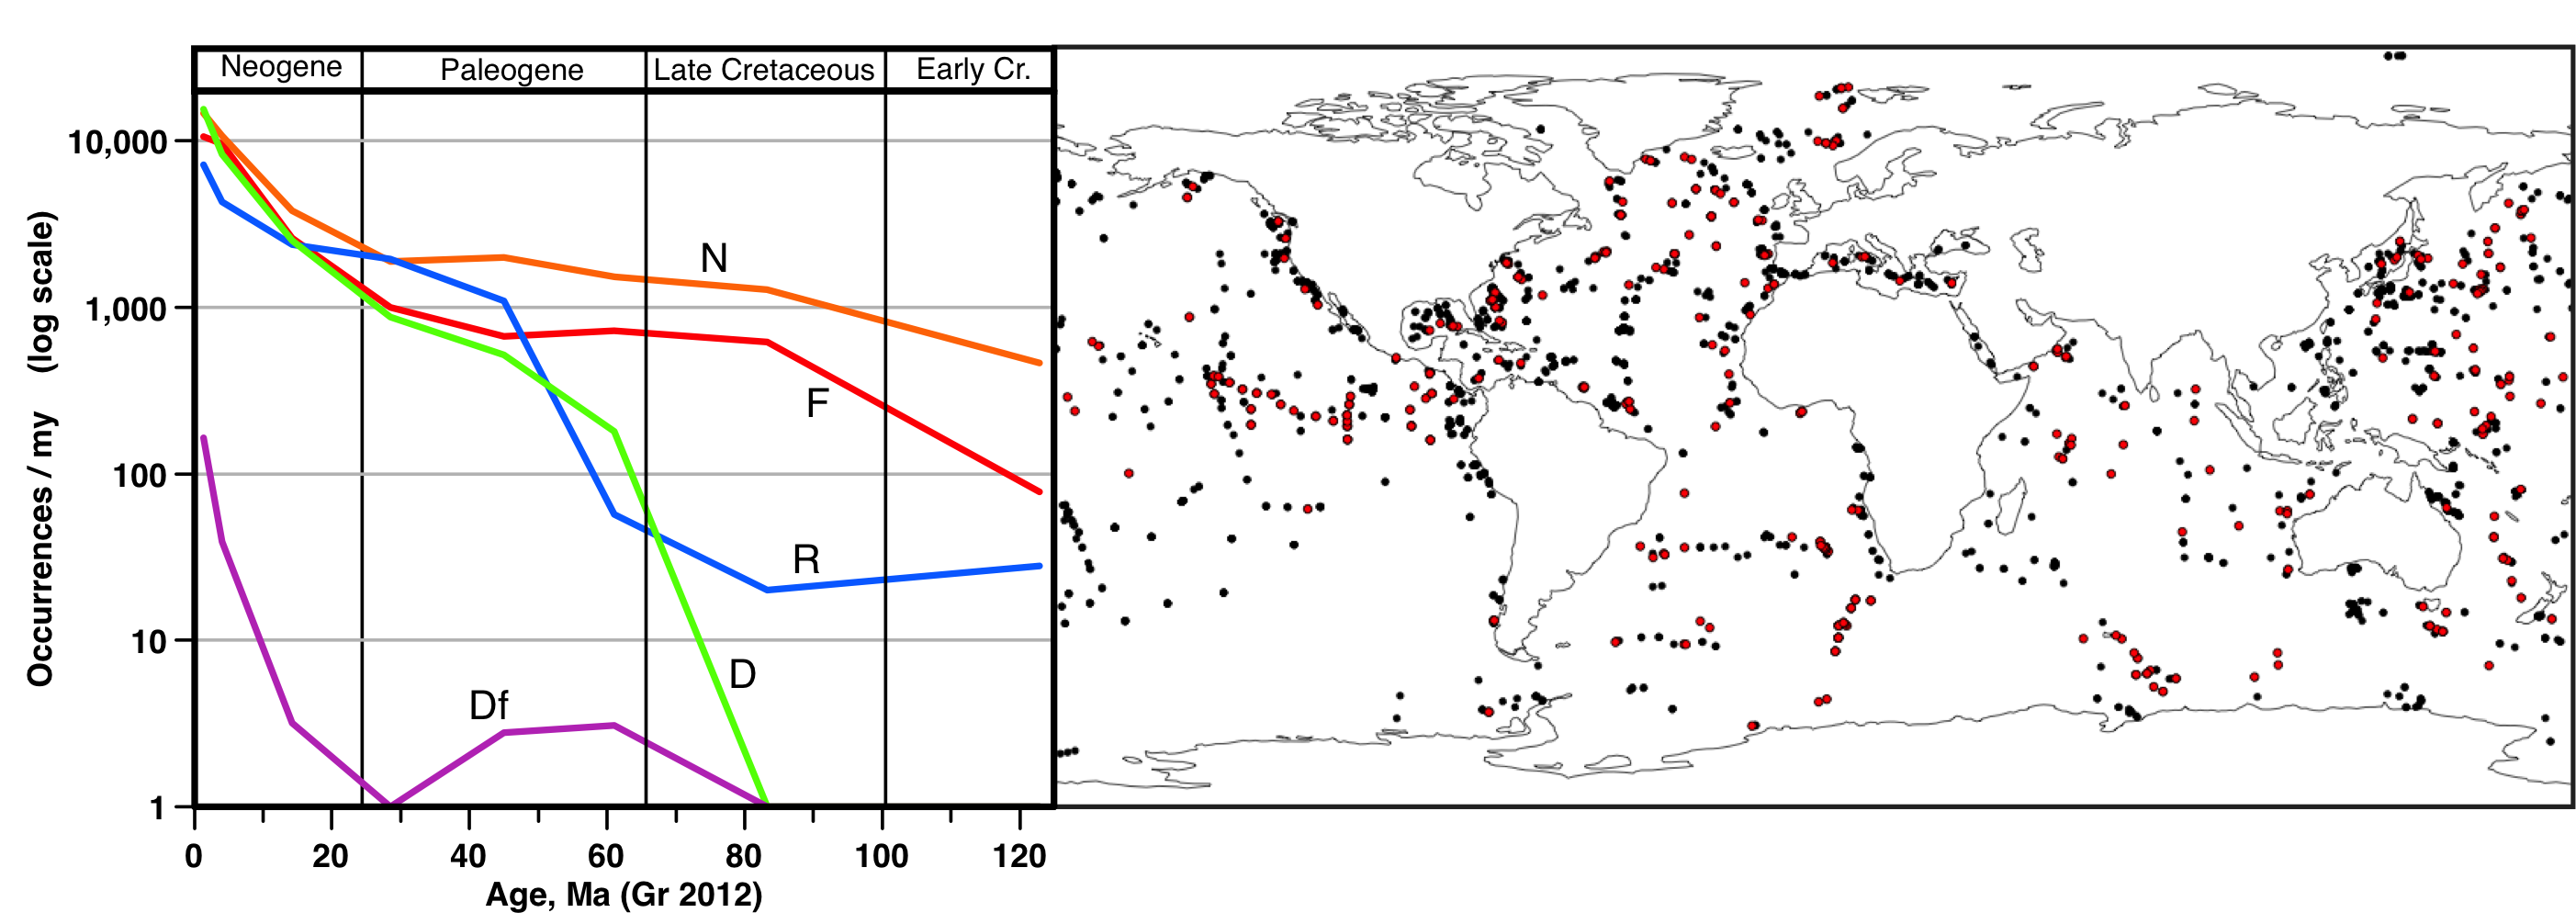 Neogene
Paleogene
Late Cretaceous
Early Cr.
Occurrences / my (log scale)
10,000
1,000
100
10
1
N
F
R
D
Df
0 20 40 60 80 100 120
Age, Ma (Gr 2012)